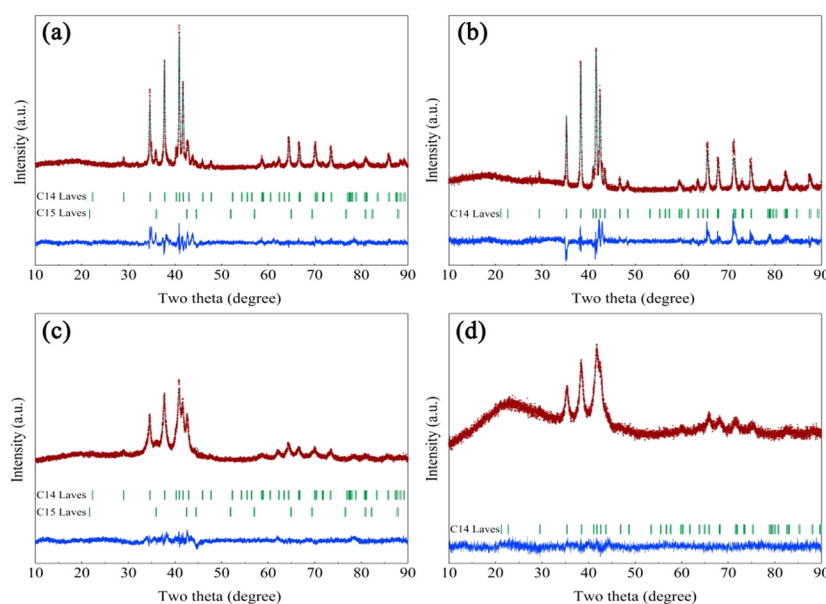 (a)
Intensity (a.u.)
C14 Laves
C15 Laves
10 20 30 40 50 60 70 80 90
Two theta (degree)
(b)
Intensity (a.u.)
C14 Laves
10 20 30 40 50 60 70 80 90
Two theta (degree)
(c)
Intensity (a.u.)
C14 Laves
C15 Laves
10 20 30 40 50 60 70 80 90
Two theta (degree)
(d)
Intensity (a.u.)
C14 Laves
10 20 30 40 50 60 70 80 90
Two theta (degree)